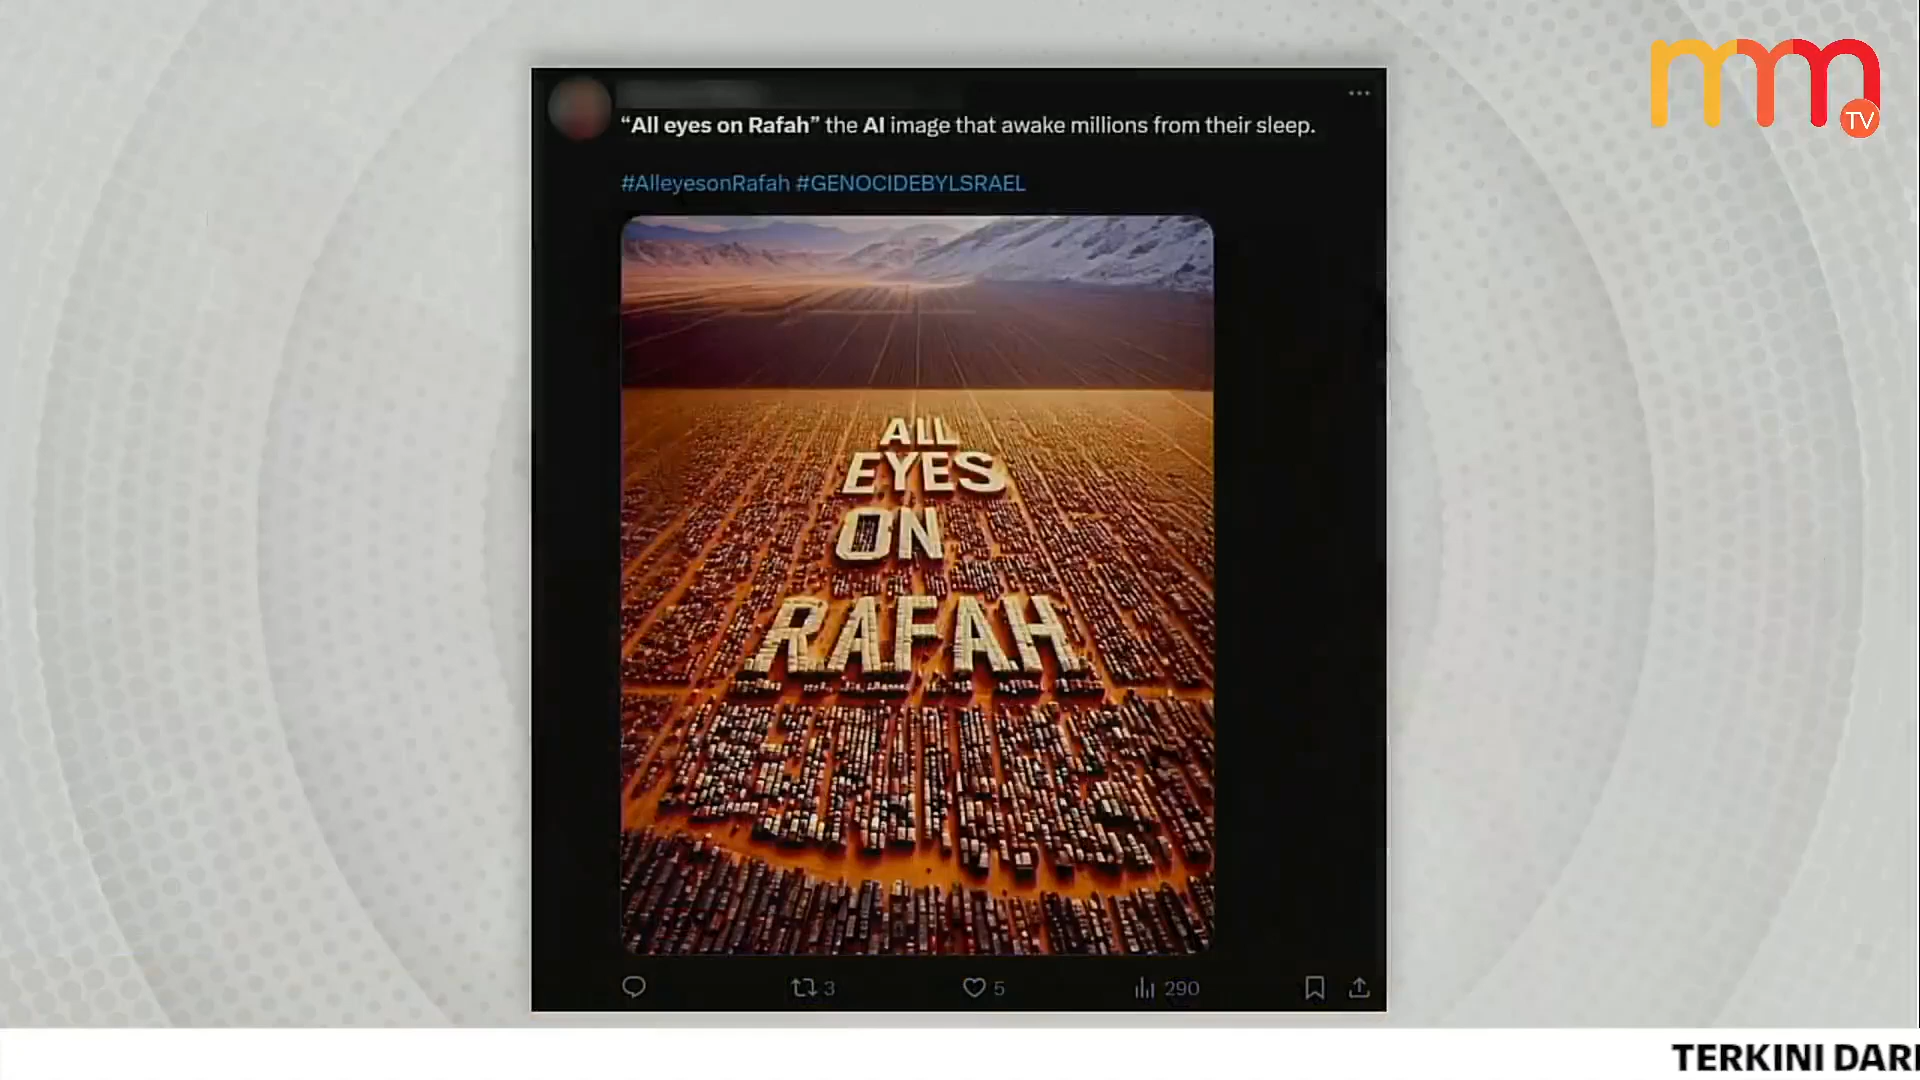 mm
TV
“All eyes on Rafah” the AI image that awake millions from their sleep.
#AlleyesonRafah #GENOCIDEBYLSRAEL
ALL
EYES
ON
RAFAH
3
5
290
TERKINI DARI